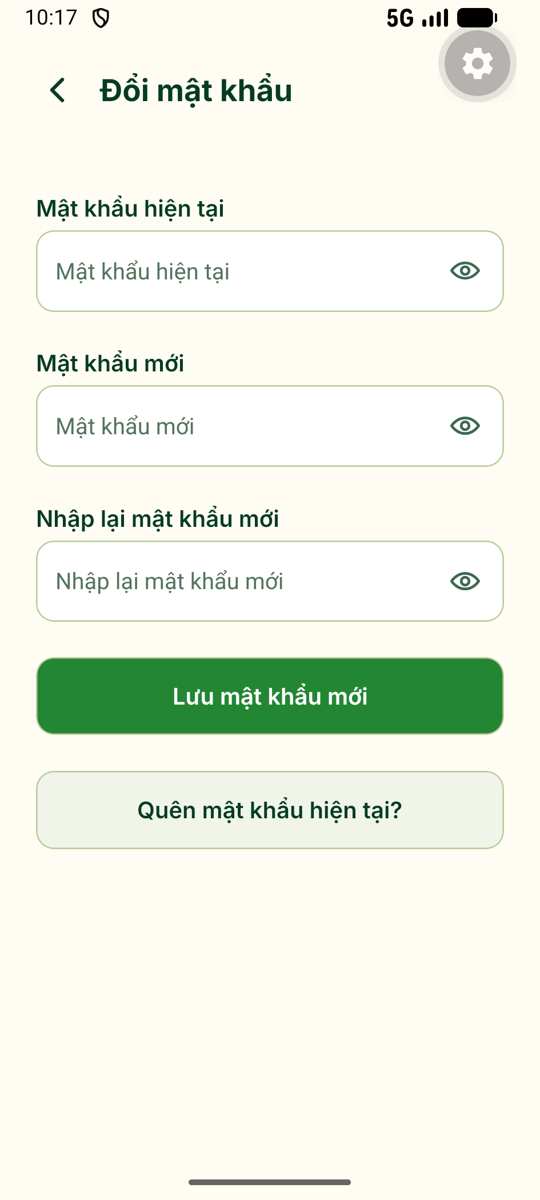 10:17 5G
Đổi mật khẩu
Mật khẩu hiện tại
Mật khẩu hiện tại
Mật khẩu mới
Mật khẩu mới
Nhập lại mật khẩu mới
Nhập lại mật khẩu mới
Lưu mật khẩu mới
Quên mật khẩu hiện tại?